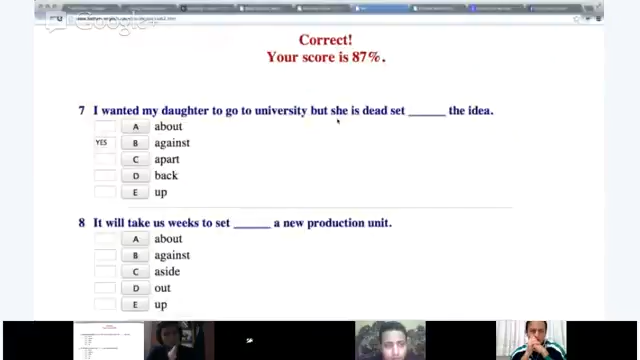 Google+
Correct!
Your score is 87%.
7 I wanted my daughter to go to university but she is dead set ______ the idea.
A about
YES B against
C apart
D back
E up
8 It will take us weeks to set ______ a new production unit.
A about
B against
C aside
D out
E up